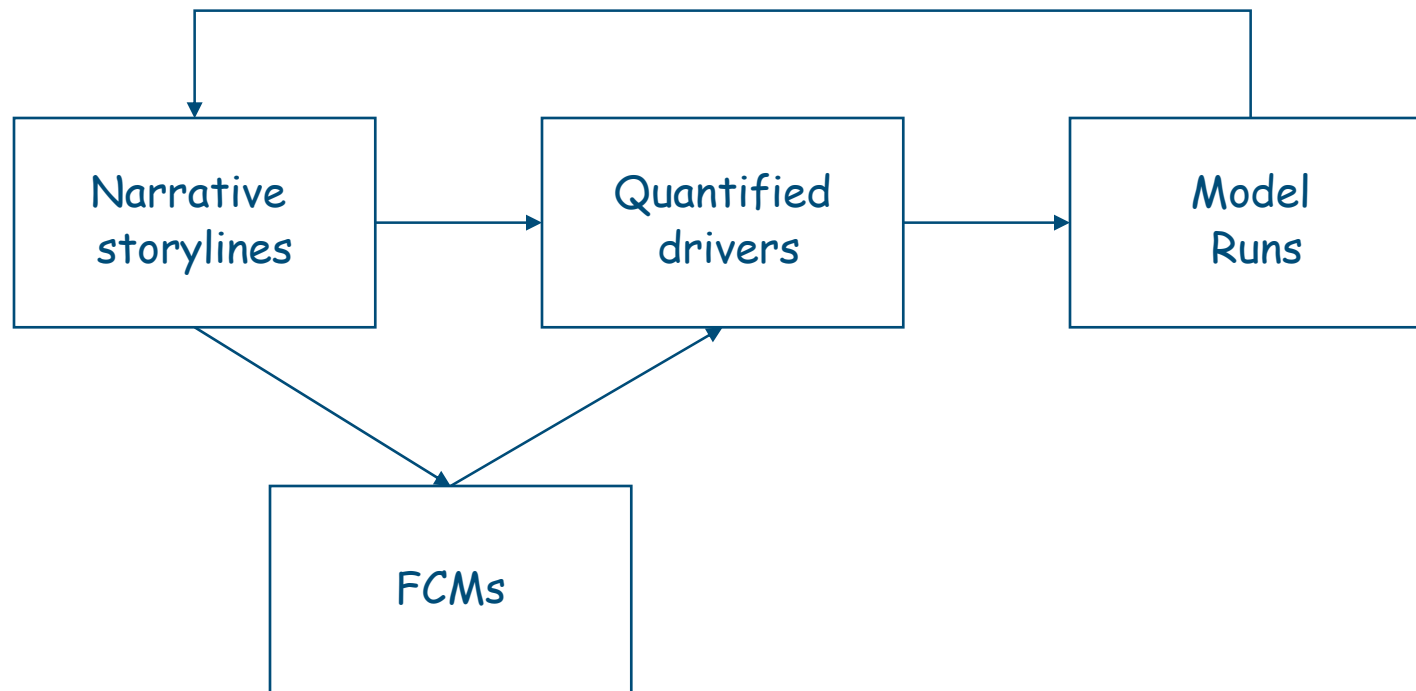 Narrative
storylines
Quantified
drivers
Model
Runs
FCMs